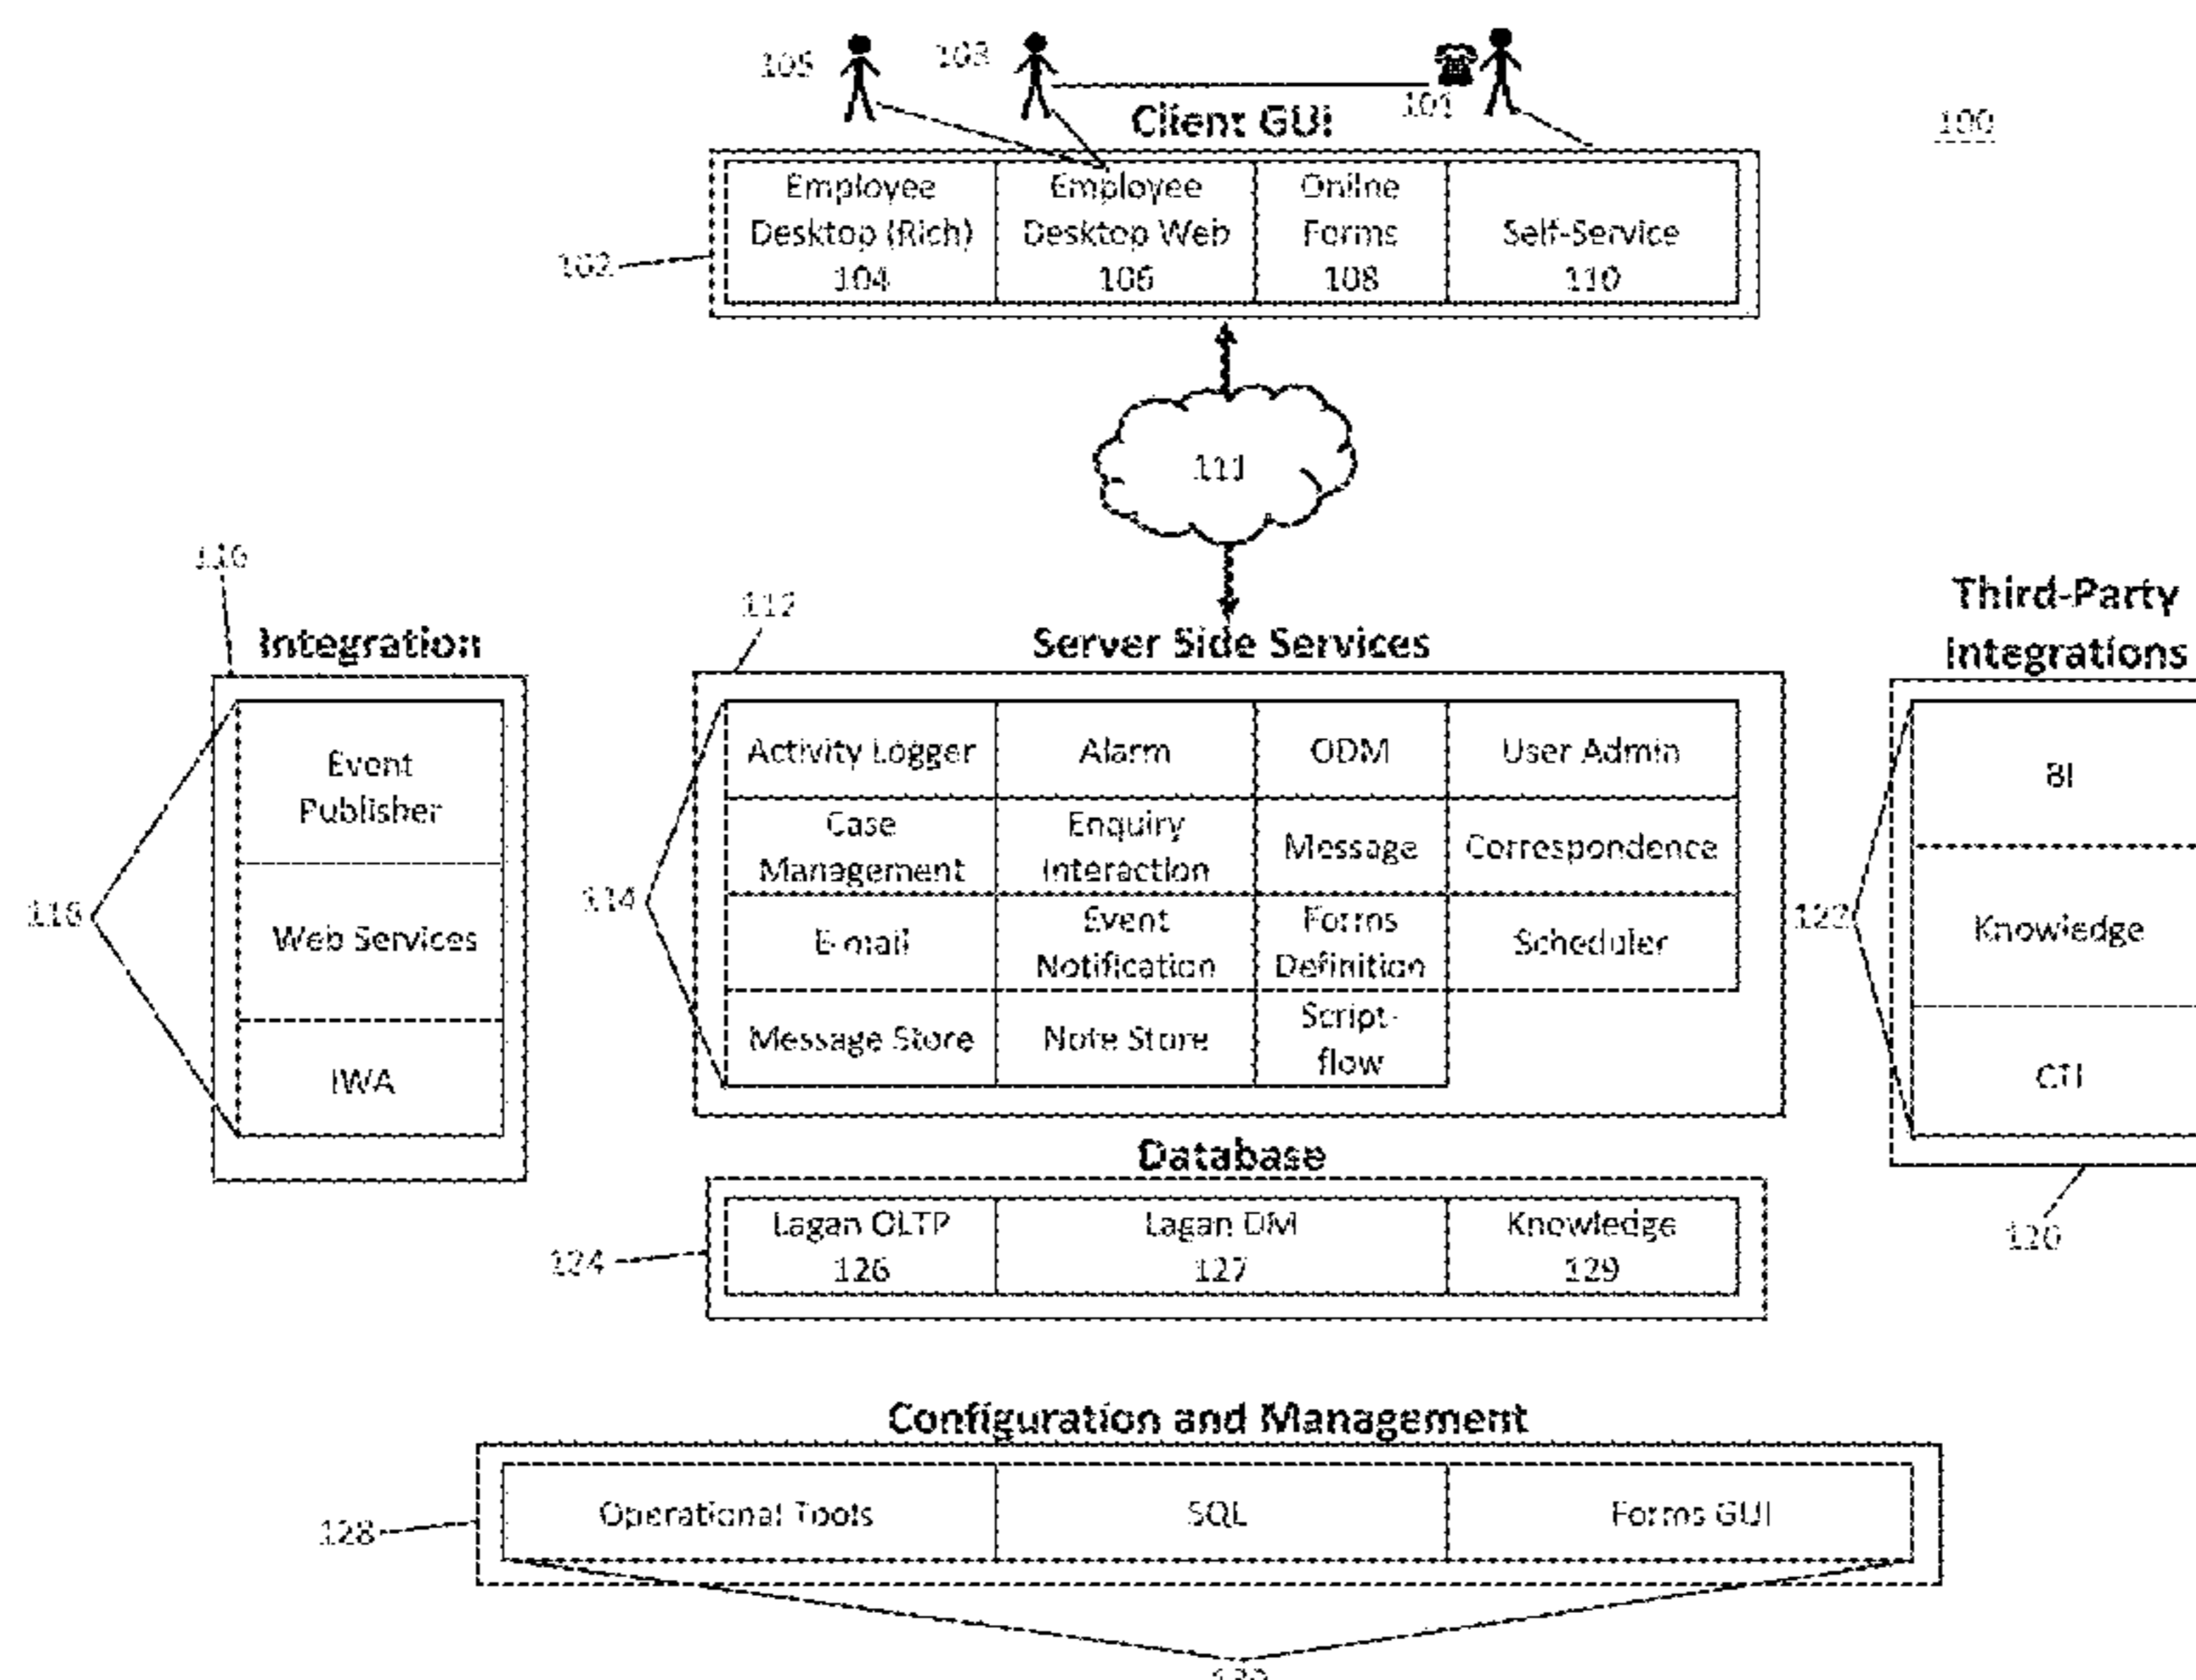 105
103
101
100
Client GUI
Employee
Desktop (Rich)
104
Employee
Desktop Web
106
Online
Forms
108
Self-Service
110
102
111
116
Integration
112
Server Side Services
Third-Party
Integrations
Event
Publisher
Web Services
IWA
118
114
Activity Logger
Alarm
ODM
User Admin
Case
Management
Enquiry
Interaction
Message
Correspondence
E-mail
Event
Notification
Forms
Definition
Scheduler
Message Store
Note Store
Script-
flow
122
BI
Knowledge
CTI
120
Database
124
Lagan OLTP
126
Lagan DM
127
Knowledge
129
Configuration and Management
128
Operational Tools
SQL
Forms GUI